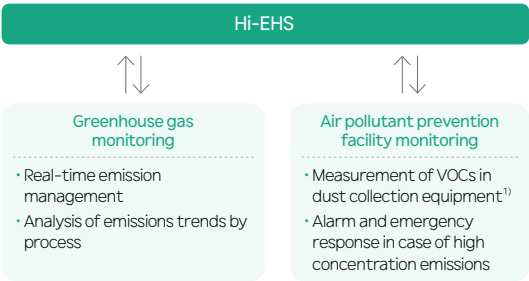 Hi-EHS
Greenhouse gas
monitoring
• Real-time emission
management
• Analysis of emissions trends by
process
Air pollutant prevention
facility monitoring
• Measurement of VOCs in
dust collection equipment¹⁾
• Alarm and emergency
response in case of high
concentration emissions